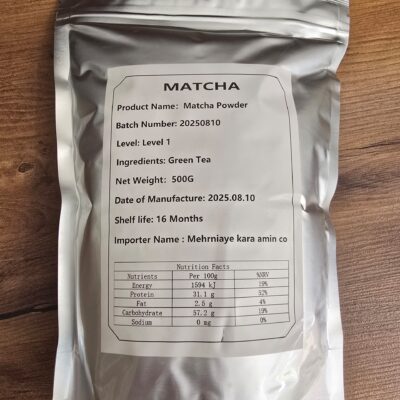 MATCHA
Product Name: Matcha Powder
Batch Number: 20250810
Level: Level 1
Ingredients: Green Tea
Net Weight: 500G
Date of Manufacture: 2025.08.10
Shelf life: 16 Months
Importer Name : Mehrniaye kara amin co
Nutrition Facts
Nutrients Per 100g %NRV
Energy 1594 kJ 19%
Protein 31.1 g 52%
Fat 2.5 g 4%
Carbohydrate 57.2 g 19%
Sodium 0 mg 0%